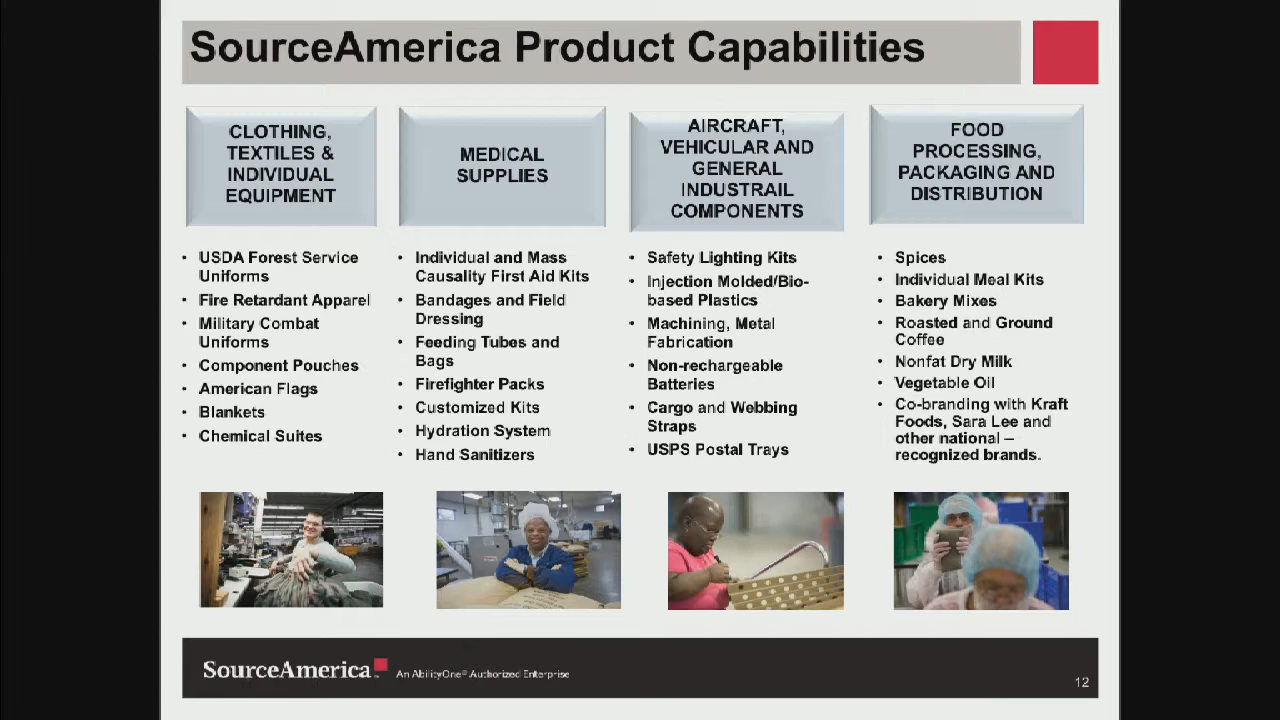 SourceAmerica Product Capabilities
CLOTHING,
TEXTILES &
INDIVIDUAL
EQUIPMENT
• USDA Forest Service
Uniforms
• Fire Retardant Apparel
• Military Combat
Uniforms
• Component Pouches
• American Flags
• Blankets
• Chemical Suites
MEDICAL
SUPPLIES
• Individual and Mass
Causality First Aid Kits
• Bandages and Field
Dressing
• Feeding Tubes and
Bags
• Firefighter Packs
• Customized Kits
• Hydration System
• Hand Sanitizers
AIRCRAFT,
VEHICULAR AND
GENERAL
INDUSTRAIL
COMPONENTS
• Safety Lighting Kits
• Injection Molded/Bio-
based Plastics
• Machining, Metal
Fabrication
• Non-rechargeable
Batteries
• Cargo and Webbing
Straps
• USPS Postal Trays
FOOD
PROCESSING,
PACKAGING AND
DISTRIBUTION
• Spices
• Individual Meal Kits
• Bakery Mixes
• Roasted and Ground
Coffee
• Nonfat Dry Milk
• Vegetable Oil
• Co-branding with Kraft
Foods, Sara Lee and
other national –
recognized brands.
SourceAmerica
An AbilityOne® Authorized Enterprise
12